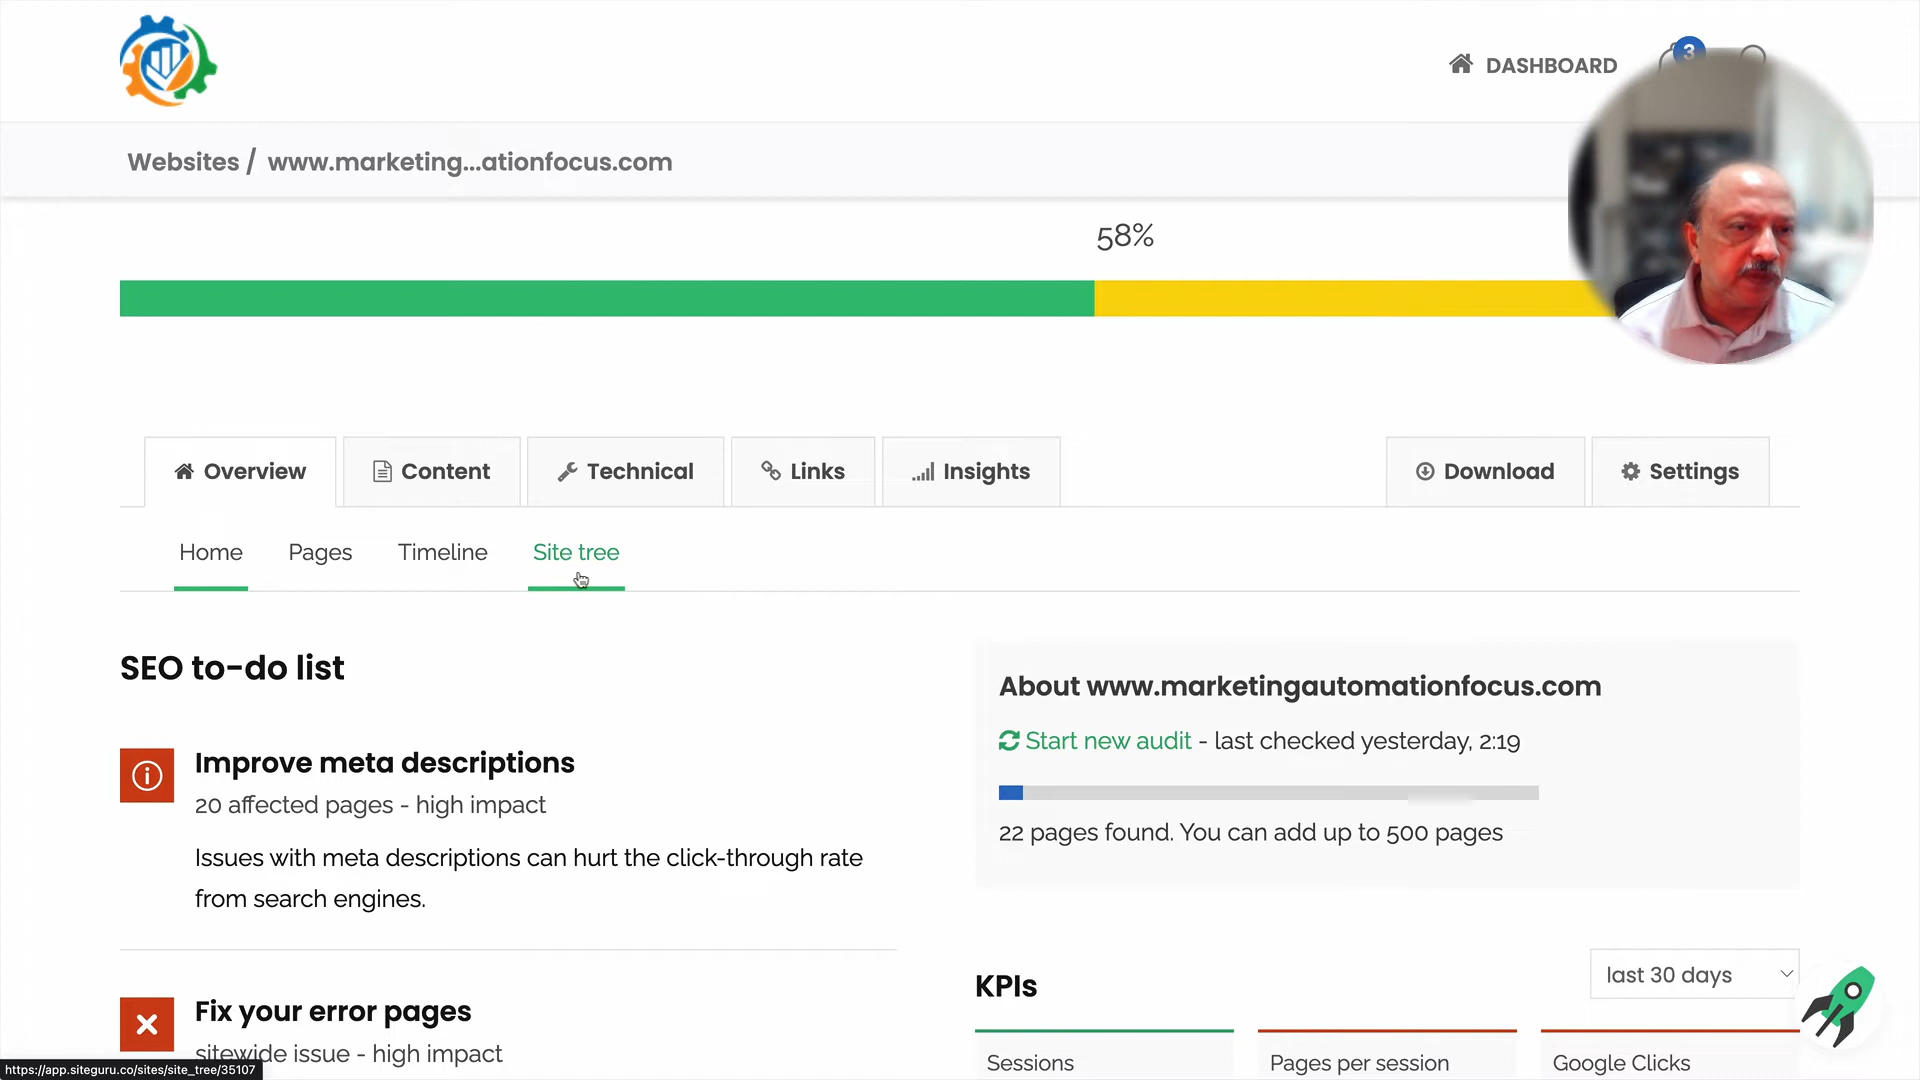 3
DASHBOARD
Websites / www.marketing...ationfocus.com
58%
Overview
Content
Technical
Links
Insights
Download
Settings
Home
Pages
Timeline
Site tree
SEO to-do list
Improve meta descriptions
20 affected pages - high impact
Issues with meta descriptions can hurt the click-through rate
from search engines.
Fix your error pages
sitewide issue - high impact
About www.marketingautomationfocus.com
Start new audit - last checked yesterday, 2:19
22 pages found. You can add up to 500 pages
KPIs
last 30 days
Sessions
Pages per session
Google Clicks
https://app.siteguru.co/sites/site_tree/35107